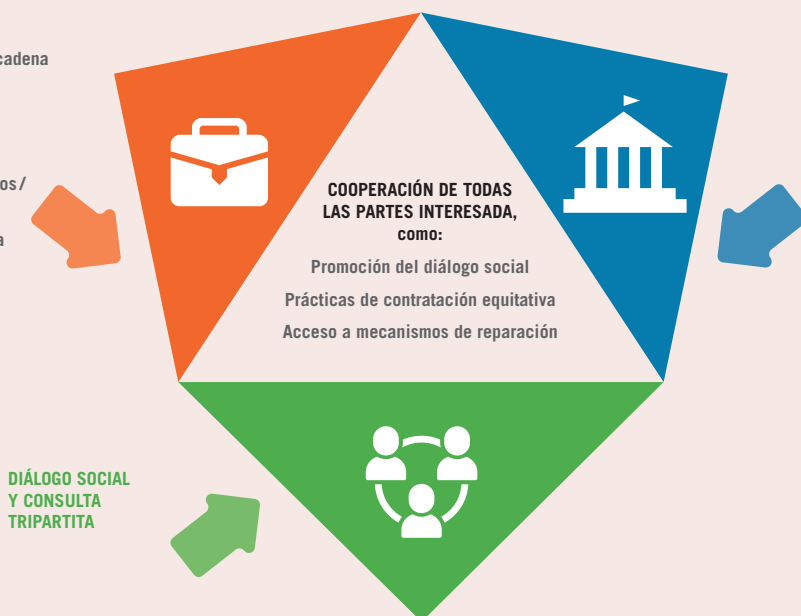 cadena
os/
a
COOPERACIÓN DE TODAS
LAS PARTES INTERESADA,
como:
Promoción del diálogo social
Prácticas de contratación equitativa
Acceso a mecanismos de reparación
DIÁLOGO SOCIAL
Y CONSULTA
TRIPARTITA